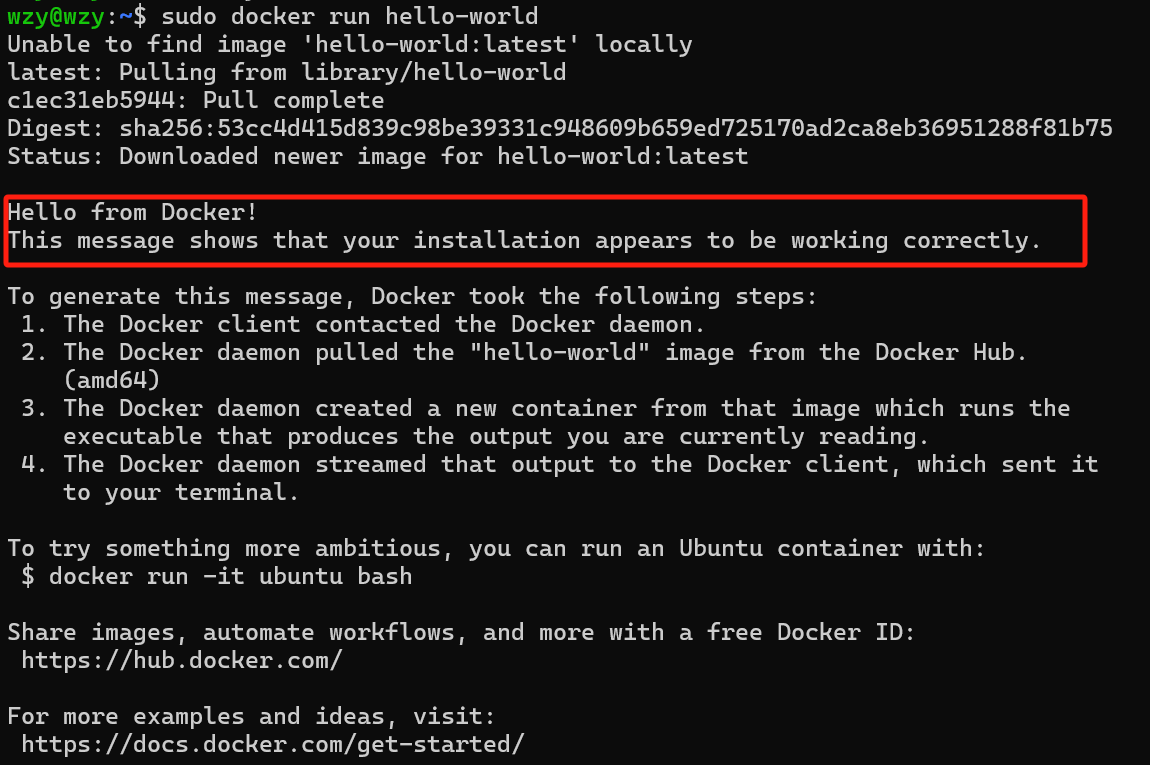 wzy@wzy:~$ sudo docker run hello-world
Unable to find image 'hello-world:latest' locally
latest: Pulling from library/hello-world
c1ec31eb5944: Pull complete
Digest: sha256:53cc4d415d839c98be39331c948609b659ed725170ad2ca8eb36951288f81b75
Status: Downloaded newer image for hello-world:latest
Hello from Docker!
This message shows that your installation appears to be working correctly.
To generate this message, Docker took the following steps:
1. The Docker client contacted the Docker daemon.
2. The Docker daemon pulled the "hello-world" image from the Docker Hub.
(amd64)
3. The Docker daemon created a new container from that image which runs the
executable that produces the output you are currently reading.
4. The Docker daemon streamed that output to the Docker client, which sent it
to your terminal.
To try something more ambitious, you can run an Ubuntu container with:
$ docker run -it ubuntu bash
Share images, automate workflows, and more with a free Docker ID:
https://hub.docker.com/
For more examples and ideas, visit:
https://docs.docker.com/get-started/